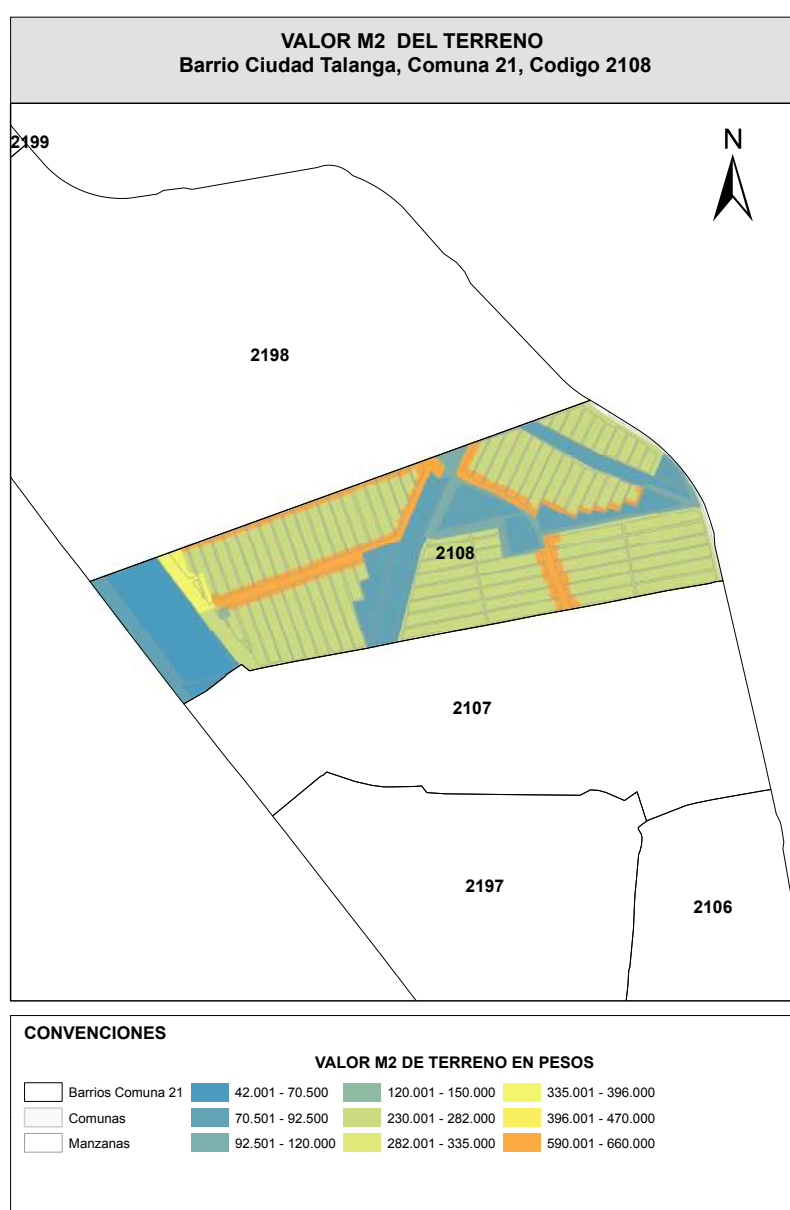 VALOR M2 DEL TERRENO
Barrio Ciudad Talanga, Comuna 21, Codigo 2108
2199
N
2198
2108
2107
2197
2106
CONVENCIONES
VALOR M2 DE TERRENO EN PESOS
Barrios Comuna 21 42.001 - 70.500 120.001 - 150.000 335.001 - 396.000
Comunas 70.501 - 92.500 230.001 - 282.000 396.001 - 470.000
Manzanas 92.501 - 120.000 282.001 - 335.000 590.001 - 660.000